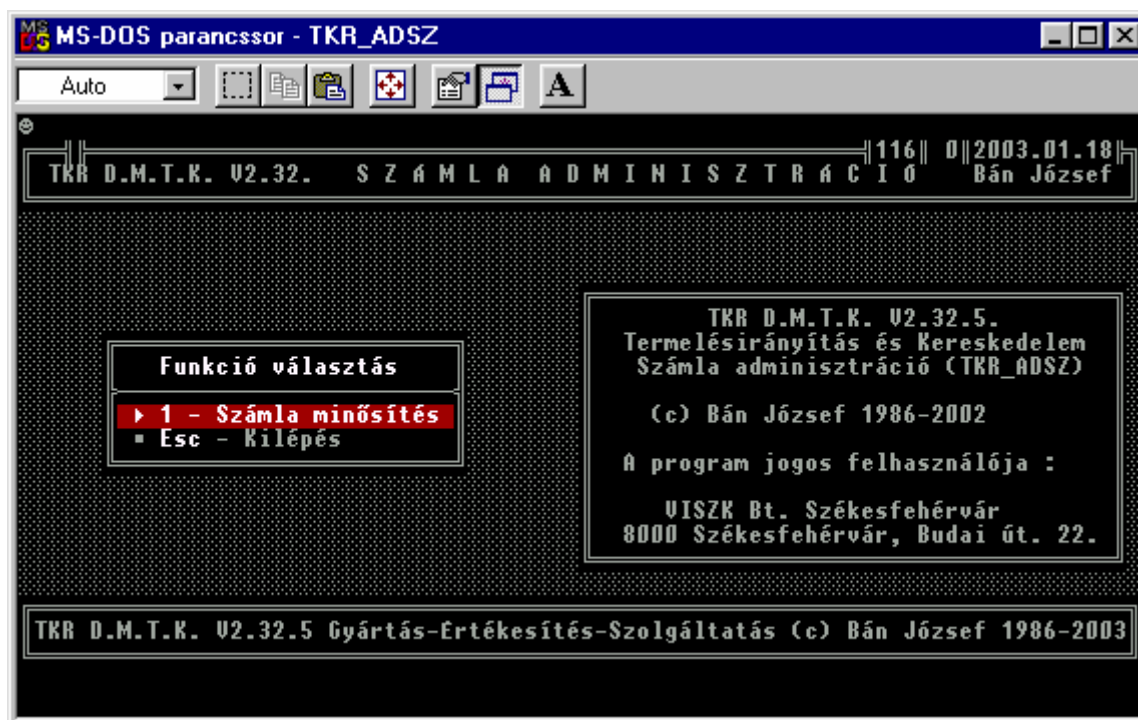 MS-DOS parancssor - TKR_ADSZ
Auto
A
116 0 2003.01.18
TKR D.M.T.K. V2.32. S Z Á M L A A D M I N I S Z T R Á C I Ó Bán József
TKR D.M.T.K. V2.32.5.
Termelésirányítás és Kereskedelem
Számla adminisztráció (TKR_ADSZ)
(c) Bán József 1986-2002
A program jogos felhasználója :
VISZK Bt. Székesfehérvár
8000 Székesfehérvár, Budai út. 22.
Funkció választás
1 - Számla minősítés
Esc - Kilépés
TKR D.M.T.K. V2.32.5 Gyártás-Értékesítés-Szolgáltatás (c) Bán József 1986-2003